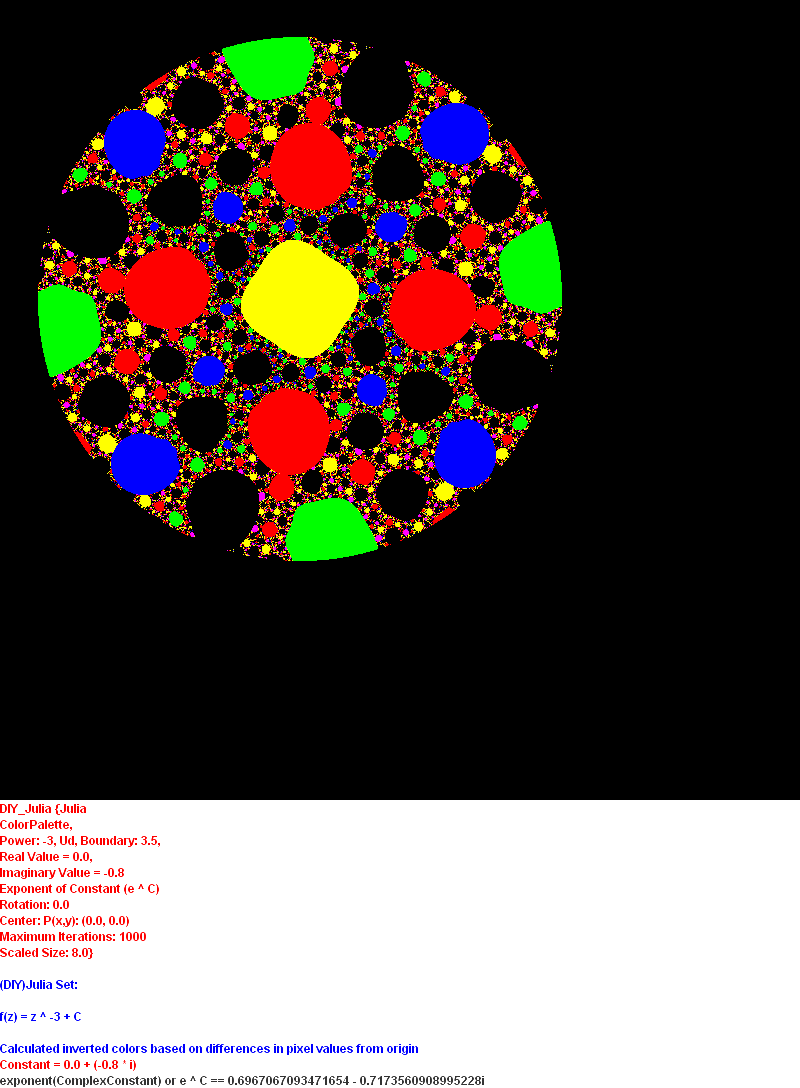 DIY_Julia {Julia
ColorPalette,
Power: -3, Ud, Boundary: 3.5,
Real Value = 0.0,
Imaginary Value = -0.8
Exponent of Constant (e ^ C)
Rotation: 0.0
Center: P(x,y): (0.0, 0.0)
Maximum Iterations: 1000
Scaled Size: 8.0}
(DIY)Julia Set:
f(z) = z ^ -3 + C
Calculated inverted colors based on differences in pixel values from origin
Constant = 0.0 + (-0.8 * i)
exponent(ComplexConstant) or e ^ C == 0.6967067093471654 - 0.7173560908995228i